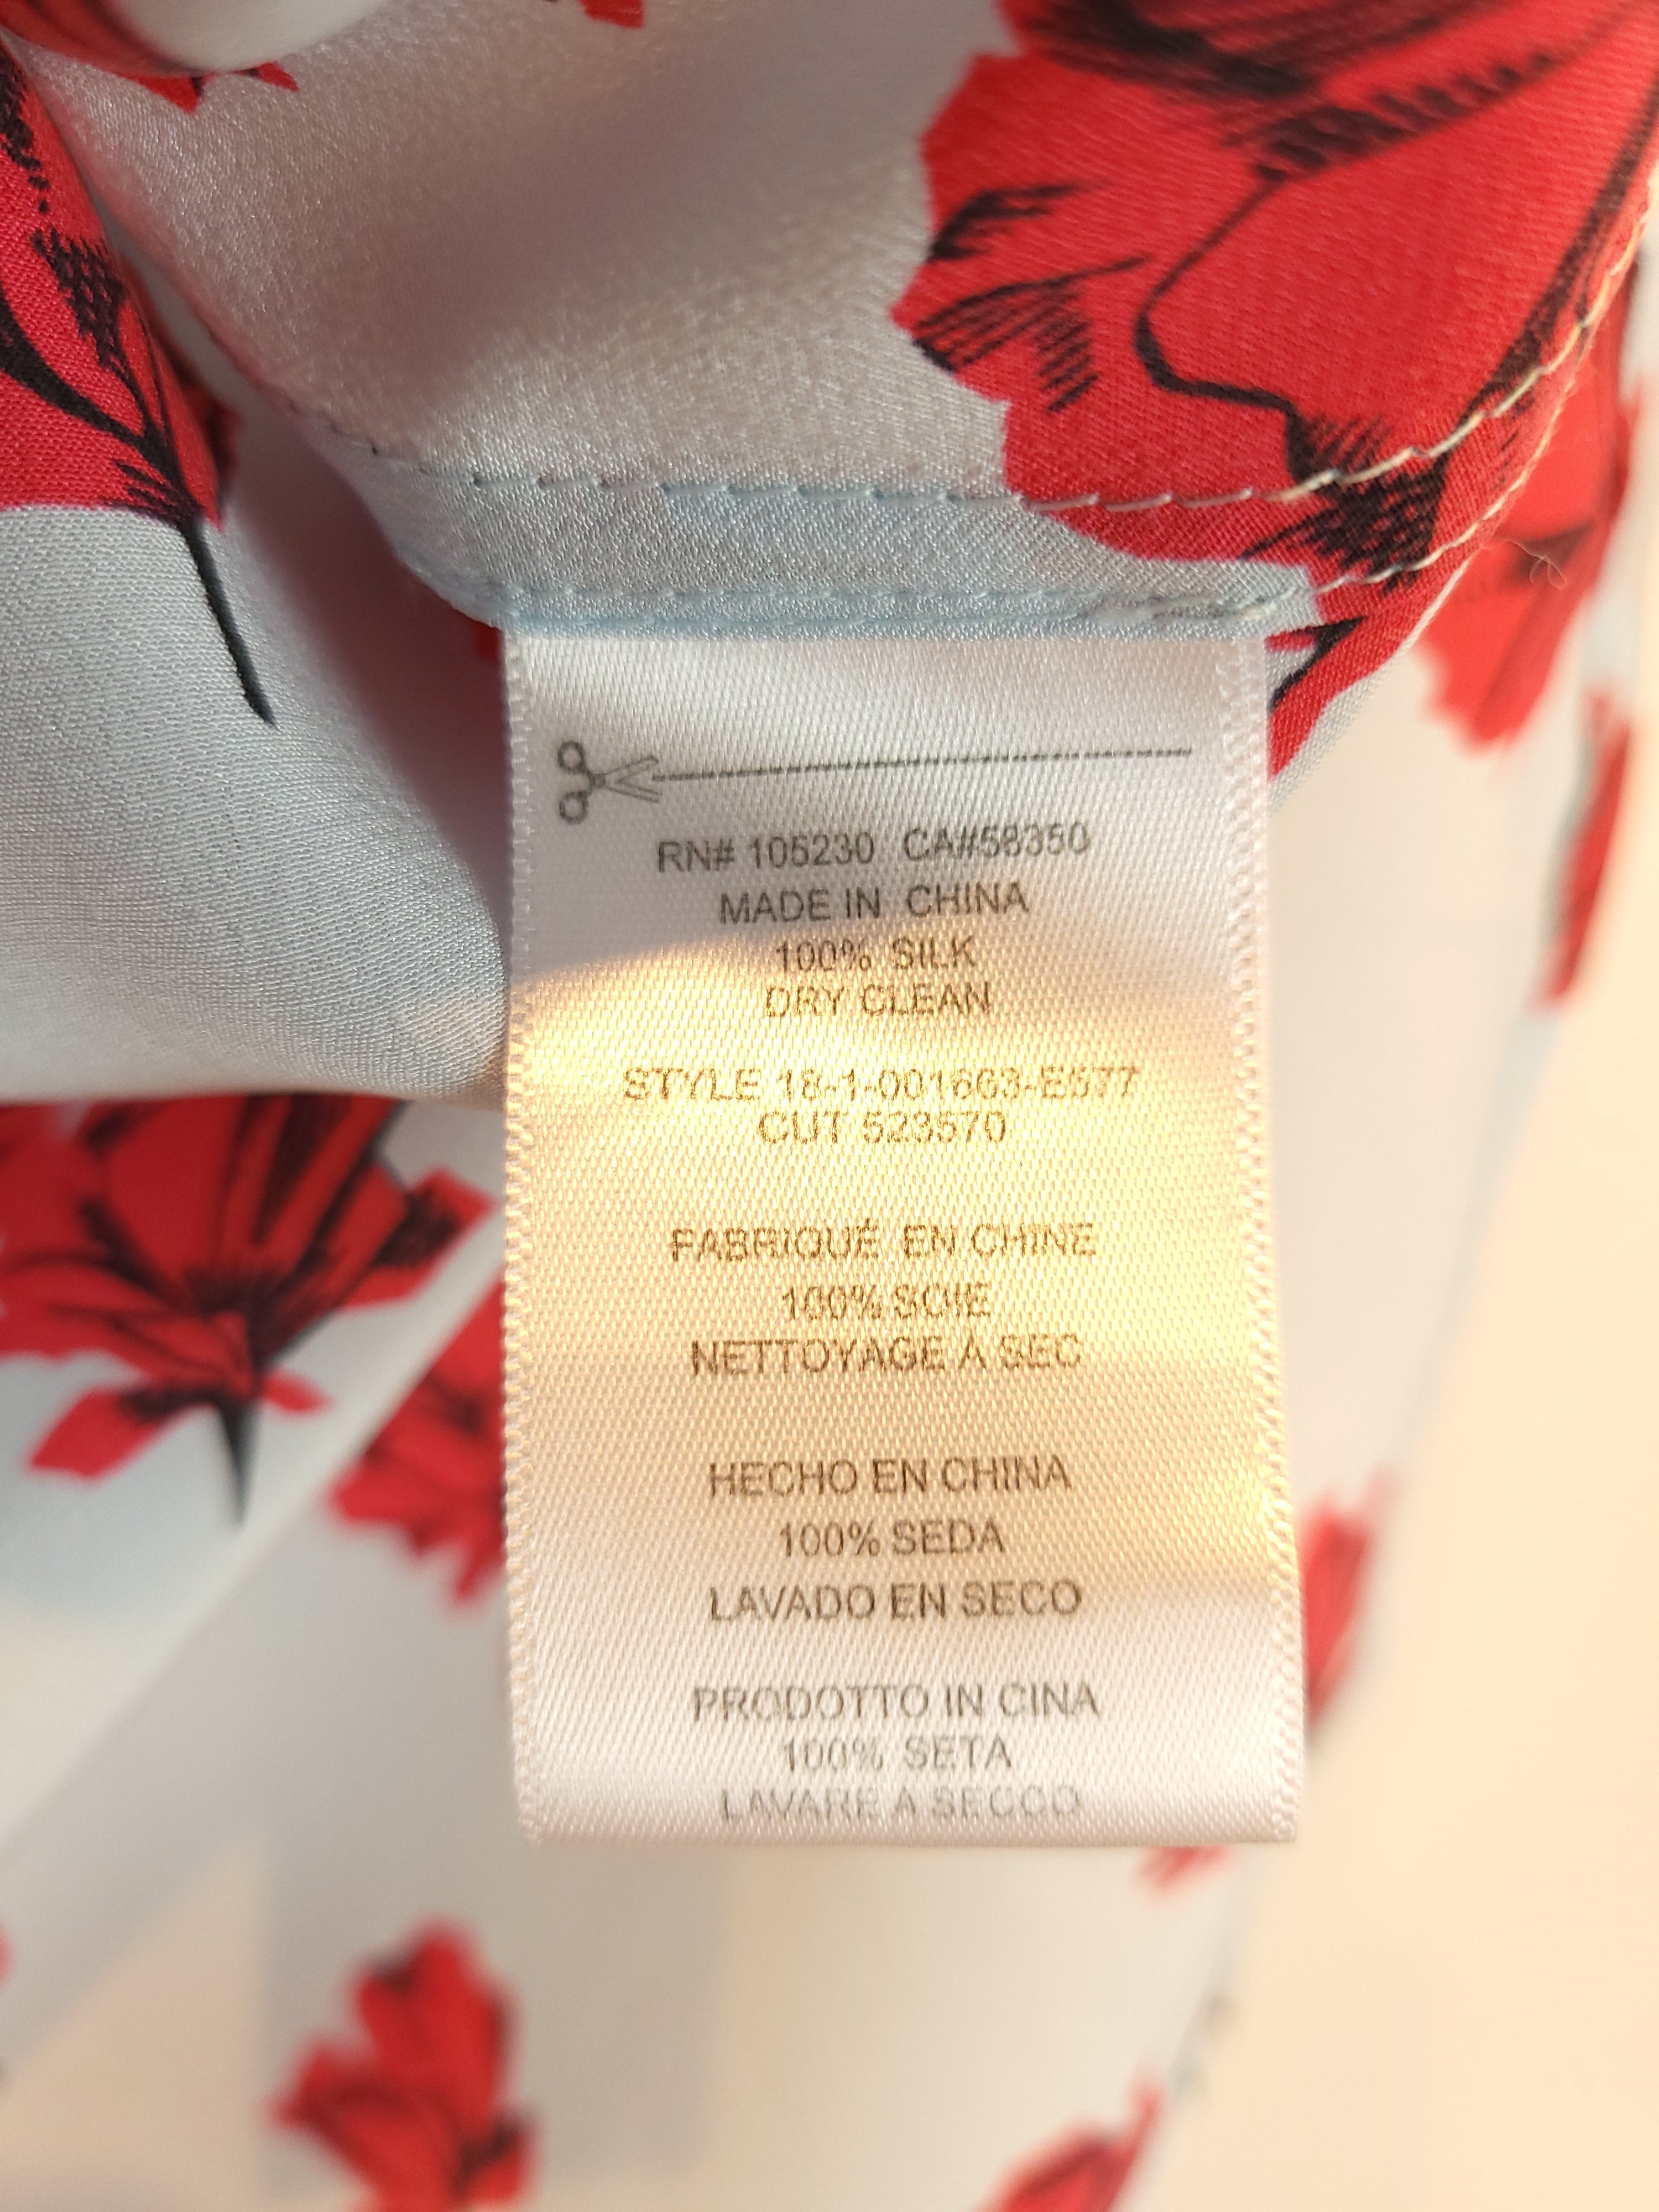 RN# 105230 CA#58350
MADE IN CHINA
100% SILK
DRY CLEAN
STYLE 18-1-001663-E577
CUT 523570
FABRIQUÉ EN CHINE
100% SOIE
NETTOYAGE À SEC
HECHO EN CHINA
100% SEDA
LAVADO EN SECO
PRODOTTO IN CINA
100% SETA
LAVARE A SECCO